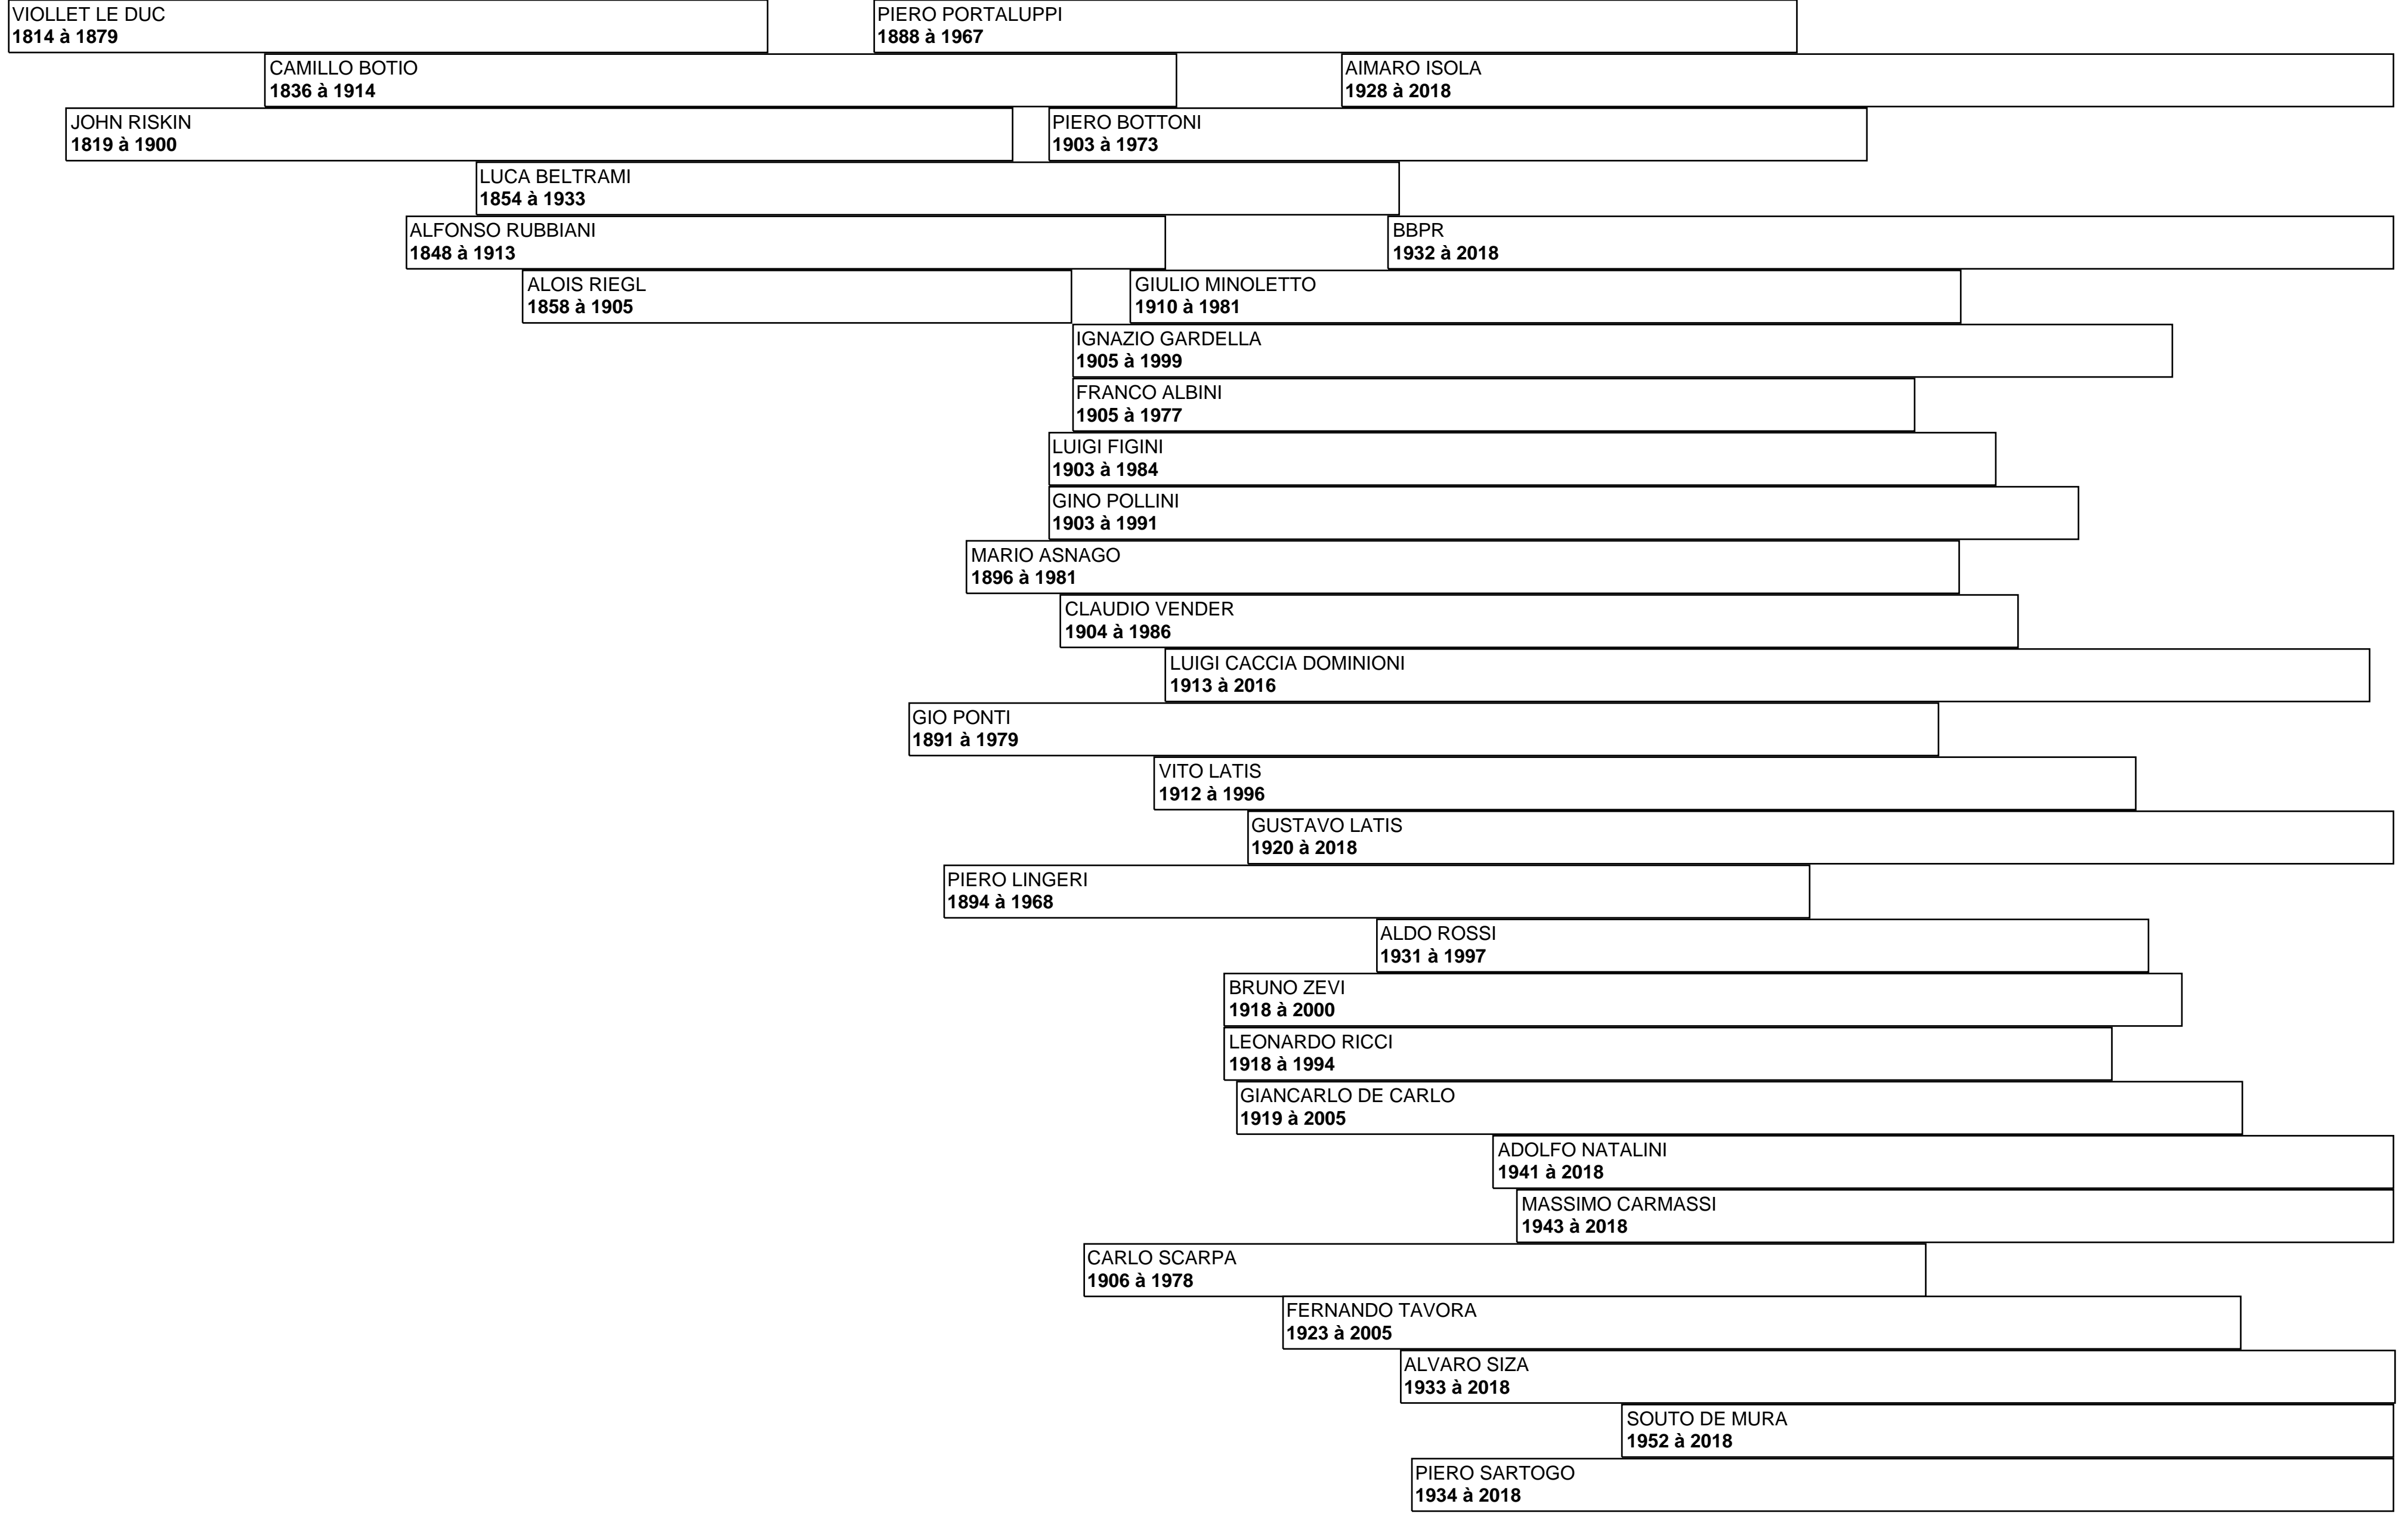 VIOLLET LE DUC
1814 à 1879
PIERO PORTALUPPI
1888 à 1967
CAMILLO BOTIO
1836 à 1914
AIMARO ISOLA
1928 à 2018
JOHN RISKIN
1819 à 1900
PIERO BOTTONI
1903 à 1973
LUCA BELTRAMI
1854 à 1933
ALFONSO RUBBIANI
1848 à 1913
BBPR
1932 à 2018
ALOIS RIEGL
1858 à 1905
GIULIO MINOLETTO
1910 à 1981
IGNAZIO GARDELLA
1905 à 1999
FRANCO ALBINI
1905 à 1977
LUIGI FIGINI
1903 à 1984
GINO POLLINI
1903 à 1991
MARIO ASNAGO
1896 à 1981
CLAUDIO VENDER
1904 à 1986
LUIGI CACCIA DOMINIONI
1913 à 2016
GIO PONTI
1891 à 1979
VITO LATIS
1912 à 1996
GUSTAVO LATIS
1920 à 2018
PIERO LINGERI
1894 à 1968
ALDO ROSSI
1931 à 1997
BRUNO ZEVI
1918 à 2000
LEONARDO RICCI
1918 à 1994
GIANCARLO DE CARLO
1919 à 2005
ADOLFO NATALINI
1941 à 2018
MASSIMO CARMASSI
1943 à 2018
CARLO SCARPA
1906 à 1978
FERNANDO TAVORA
1923 à 2005
ALVARO SIZA
1933 à 2018
SOUTO DE MURA
1952 à 2018
PIERO SARTOGO
1934 à 2018